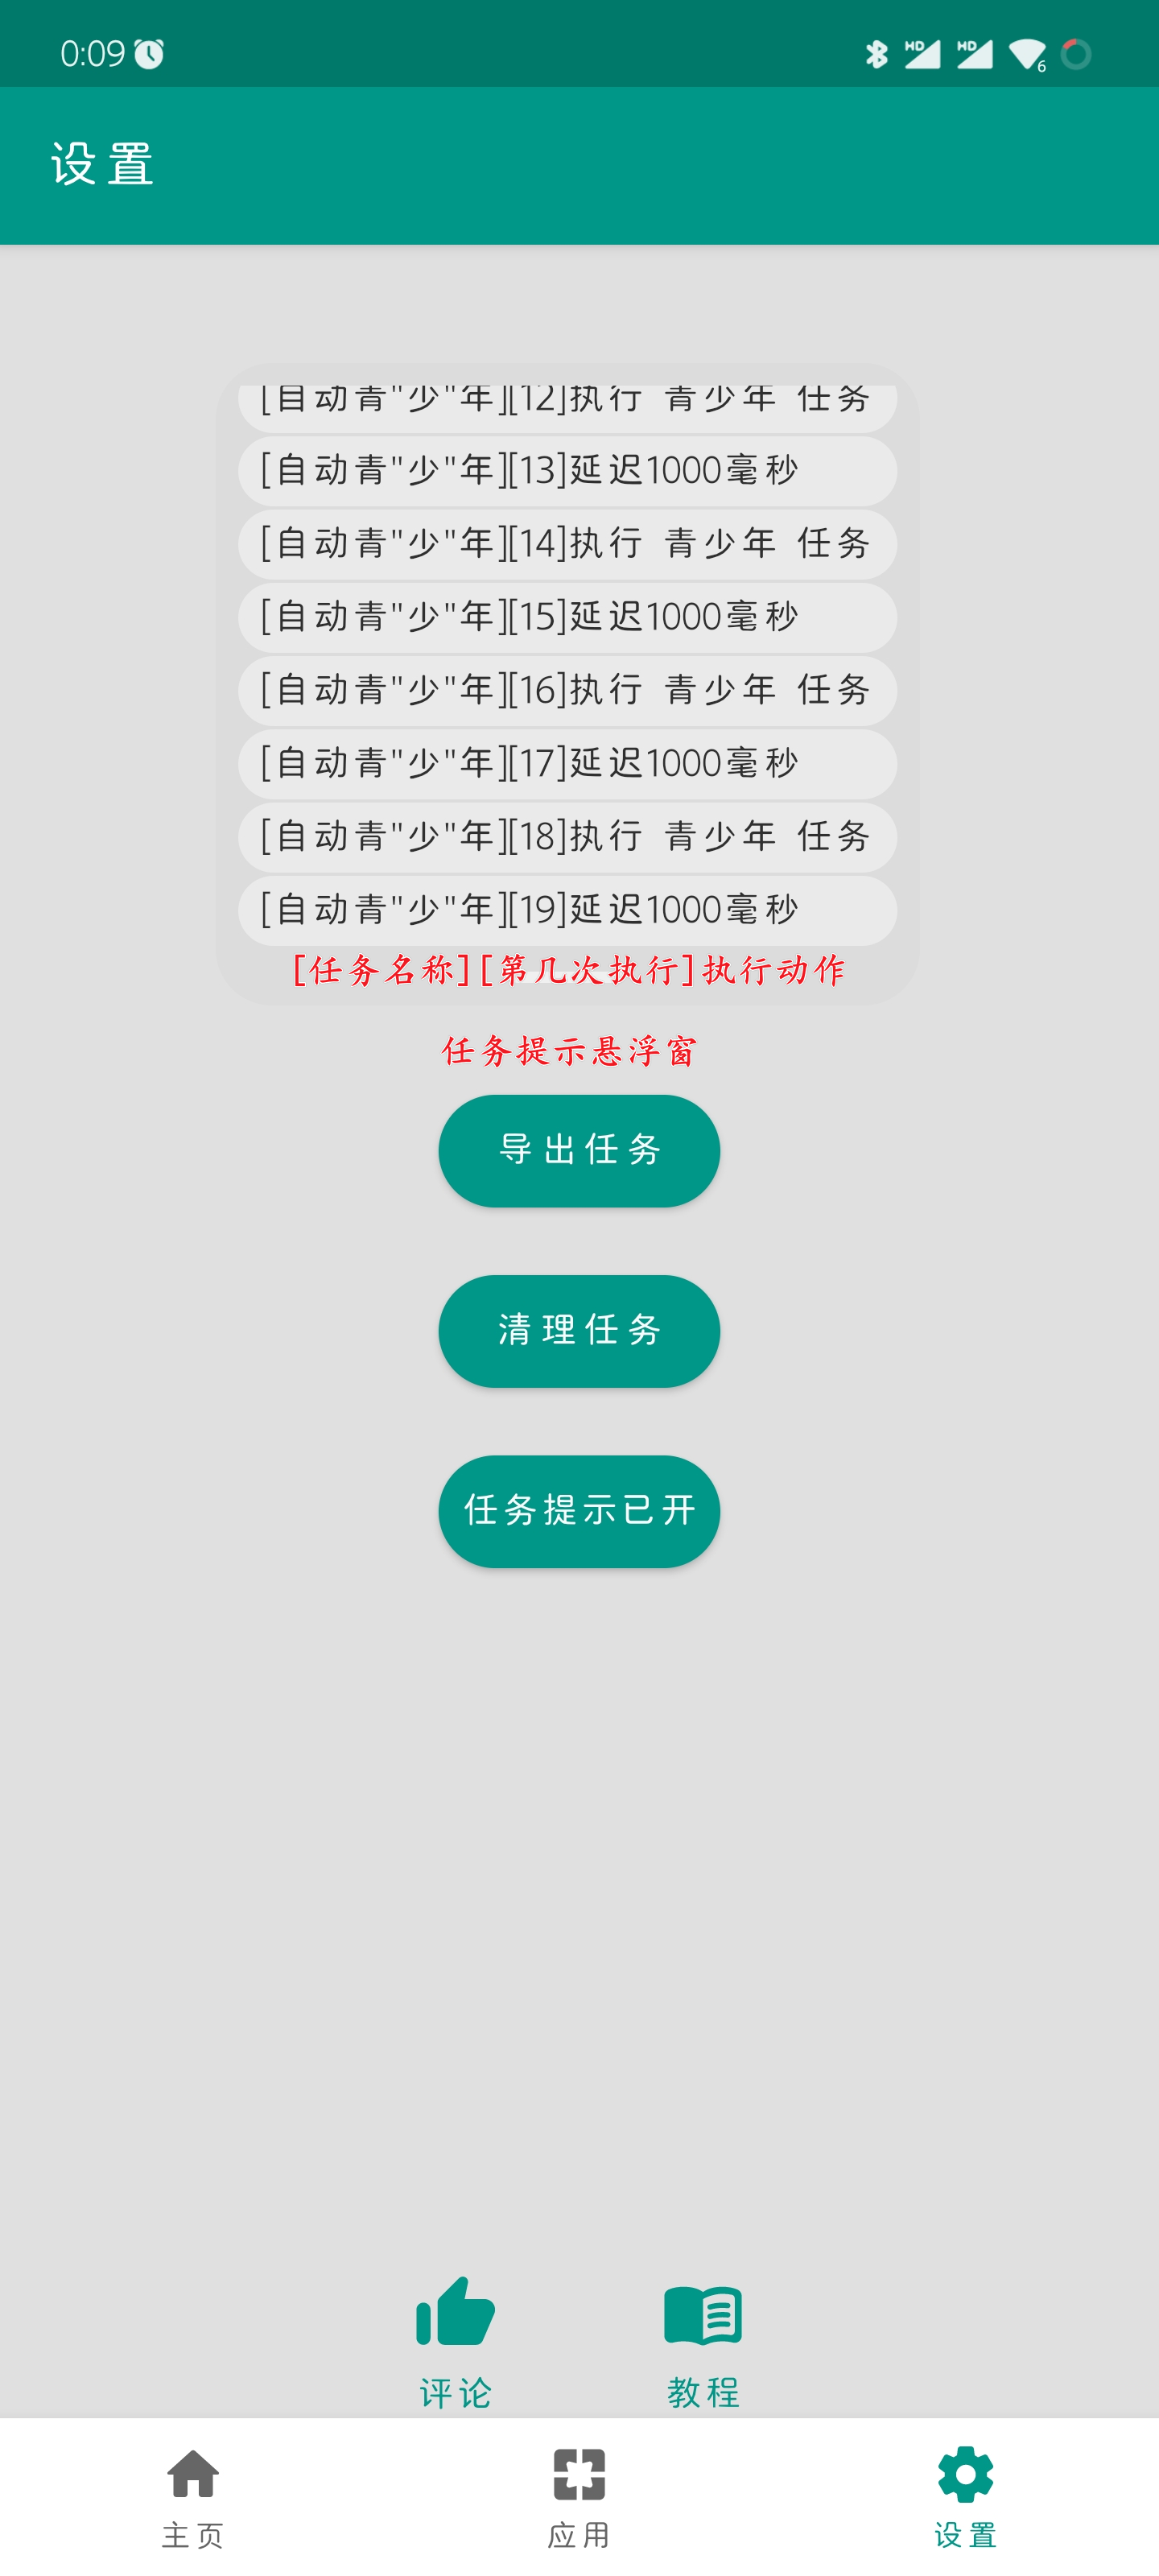 0:09
HD HD 6
设置
[自动青"少"年][12]执行 青少年 任务
[自动青"少"年][13]延迟1000毫秒
[自动青"少"年][14]执行 青少年 任务
[自动青"少"年][15]延迟1000毫秒
[自动青"少"年][16]执行 青少年 任务
[自动青"少"年][17]延迟1000毫秒
[自动青"少"年][18]执行 青少年 任务
[自动青"少"年][19]延迟1000毫秒
[任务名称][第几次执行]执行动作
任务提示悬浮窗
导出任务
清理任务
任务提示已开
评论 教程
主页 应用 设置